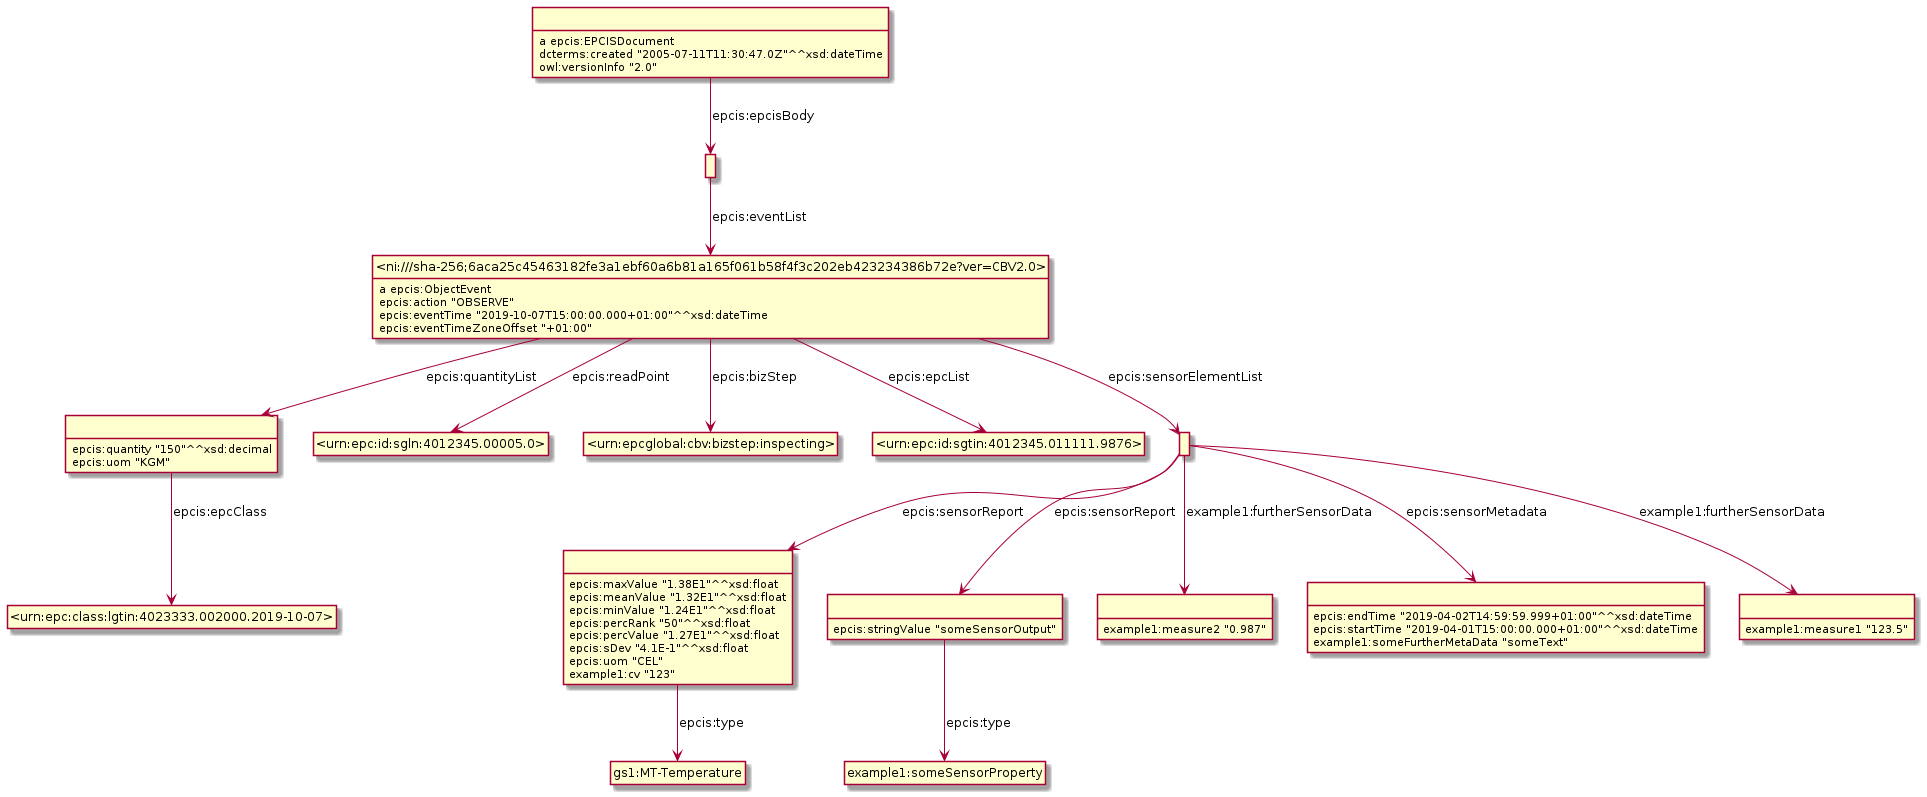 a epcis:EPCISDocument
dcterms:created "2005-07-11T11:30:47.0Z"^^xsd:dateTime
owl:versionInfo "2.0"
epcis:epcisBody
epcis:eventList
<ni:///sha-256;6aca25c45463182fe3a1ebf60a6b81a165f061b58f4f3c202eb423234386b72e?ver=CBV2.0>
a epcis:ObjectEvent
epcis:action "OBSERVE"
epcis:eventTime "2019-10-07T15:00:00.000+01:00"^^xsd:dateTime
epcis:eventTimeZoneOffset "+01:00"
epcis:quantityList
epcis:readPoint
epcis:bizStep
epcis:epcList
epcis:sensorElementList
epcis:quantity "150"^^xsd:decimal
epcis:uom "KGM"
<urn:epc:id:sgln:4012345.00005.0>
<urn:epcglobal:cbv:bizstep:inspecting>
<urn:epc:id:sgtin:4012345.011111.9876>
epcis:epcClass
epcis:sensorReport
epcis:sensorReport
example1:furtherSensorData
epcis:sensorMetadata
example1:furtherSensorData
<urn:epc:class:lgtin:4023333.002000.2019-10-07>
epcis:maxValue "1.38E1"^^xsd:float
epcis:meanValue "1.32E1"^^xsd:float
epcis:minValue "1.24E1"^^xsd:float
epcis:percRank "50"^^xsd:float
epcis:percValue "1.27E1"^^xsd:float
epcis:sDev "4.1E-1"^^xsd:float
epcis:uom "CEL"
example1:cv "123"
epcis:stringValue "someSensorOutput"
example1:measure2 "0.987"
epcis:endTime "2019-04-02T14:59:59.999+01:00"^^xsd:dateTime
epcis:startTime "2019-04-01T15:00:00.000+01:00"^^xsd:dateTime
example1:someFurtherMetaData "someText"
example1:measure1 "123.5"
epcis:type
epcis:type
gs1:MT-Temperature
example1:someSensorProperty